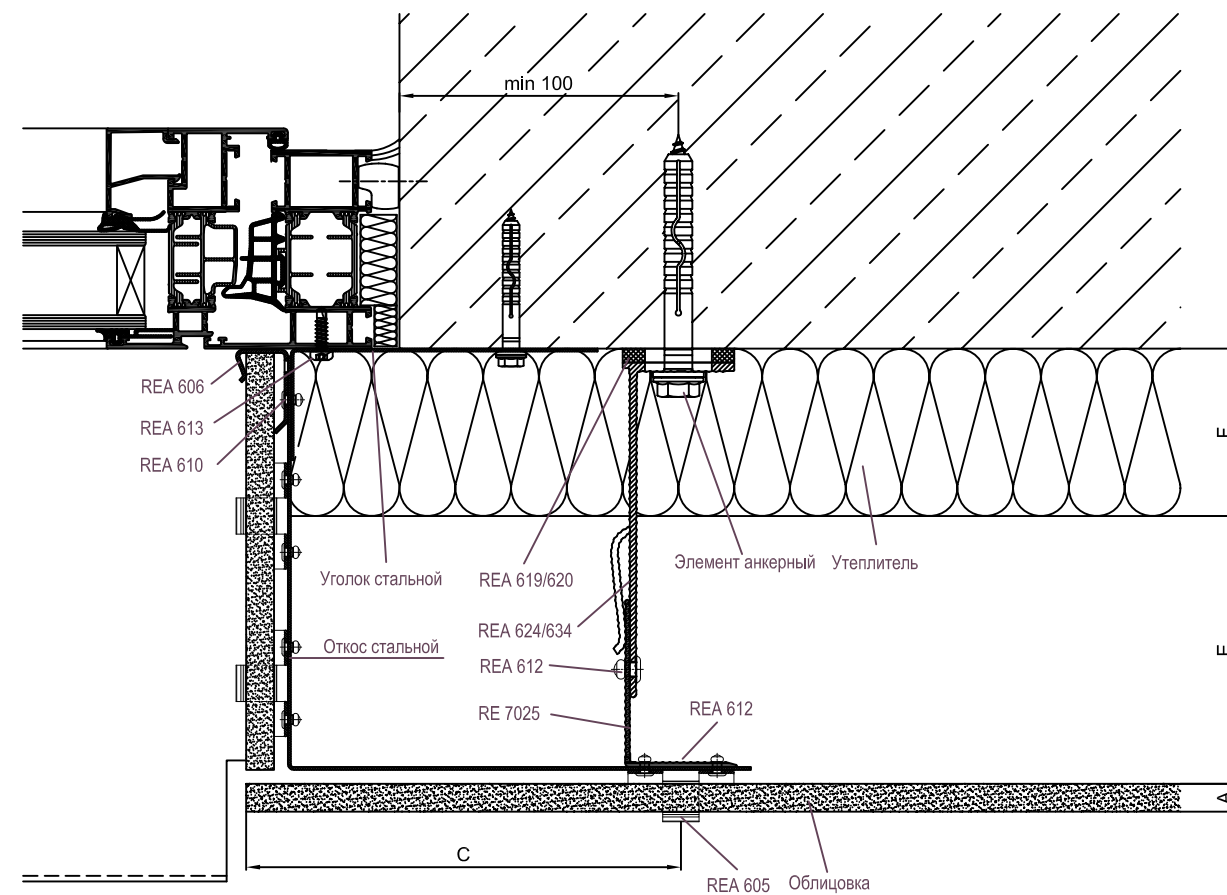 min 100
REA 606
REA 613
REA 610
Уголок стальной
REA 619/620
Элемент анкерный
Утеплитель
REA 624/634
Откос стальной
REA 612
RE 7025
REA 612
C
REA 605
Облицовка
A